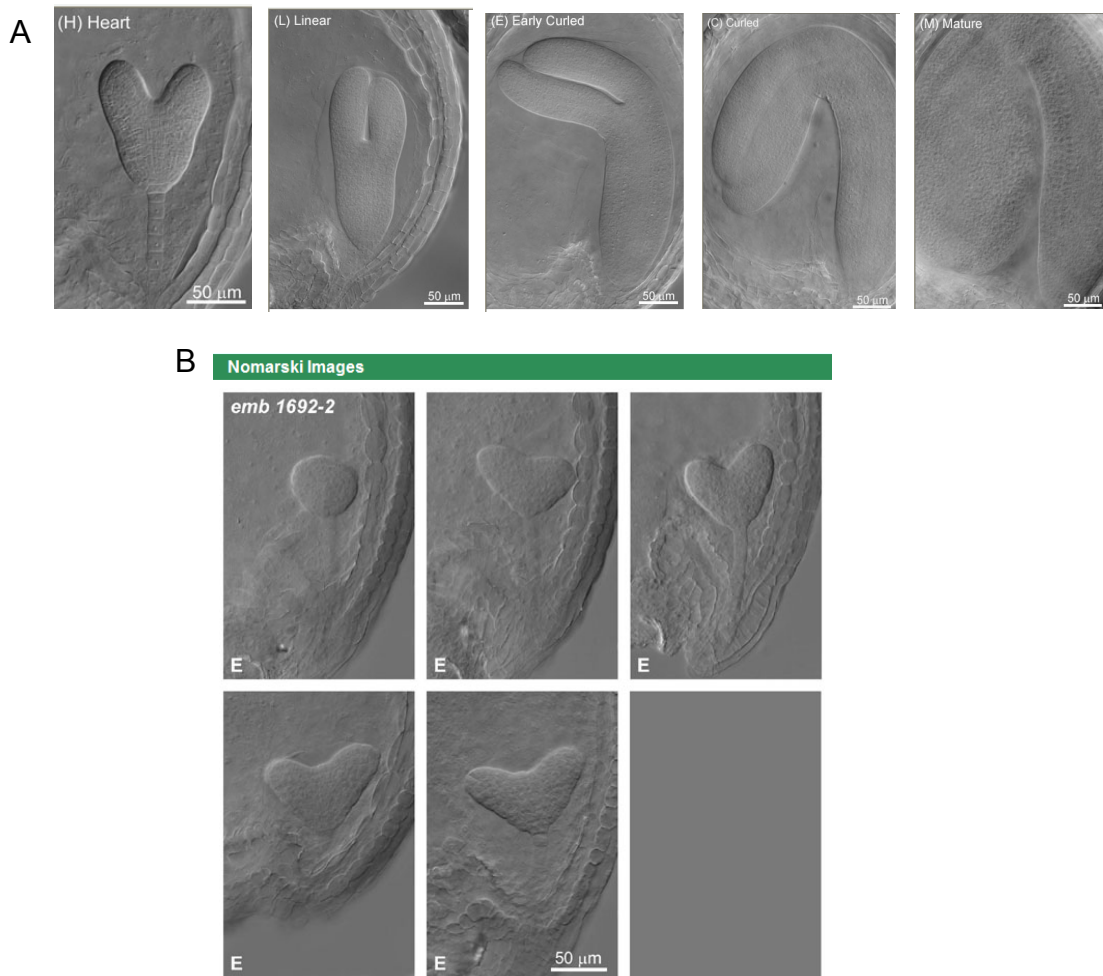 A
(H) Heart
50 μm
(L) Linear
50 μm
(E) Early Curled
50 μm
(C) Curled
50 μm
(M) Mature
50 μm
B
Nomarski Images
emb 1692-2
E
E
E
E
E
50 μm